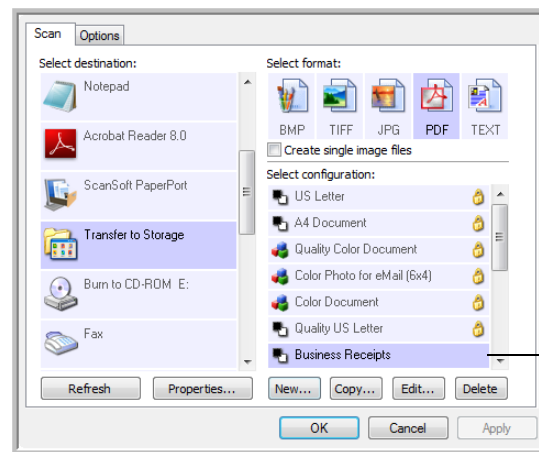 Scan Options
Select destination:
Notepad
Acrobat Reader 8.0
ScanSoft PaperPort
Transfer to Storage
Burn to CD-ROM E:
Fax
Refresh Properties...
Select format:
BMP TIFF JPG PDF TEXT
Create single image files
Select configuration:
US Letter
A4 Document
Quality Color Document
Color Photo for eMail (6x4)
Color Document
Quality US Letter
Business Receipts
New... Copy... Edit... Delete
OK Cancel Apply